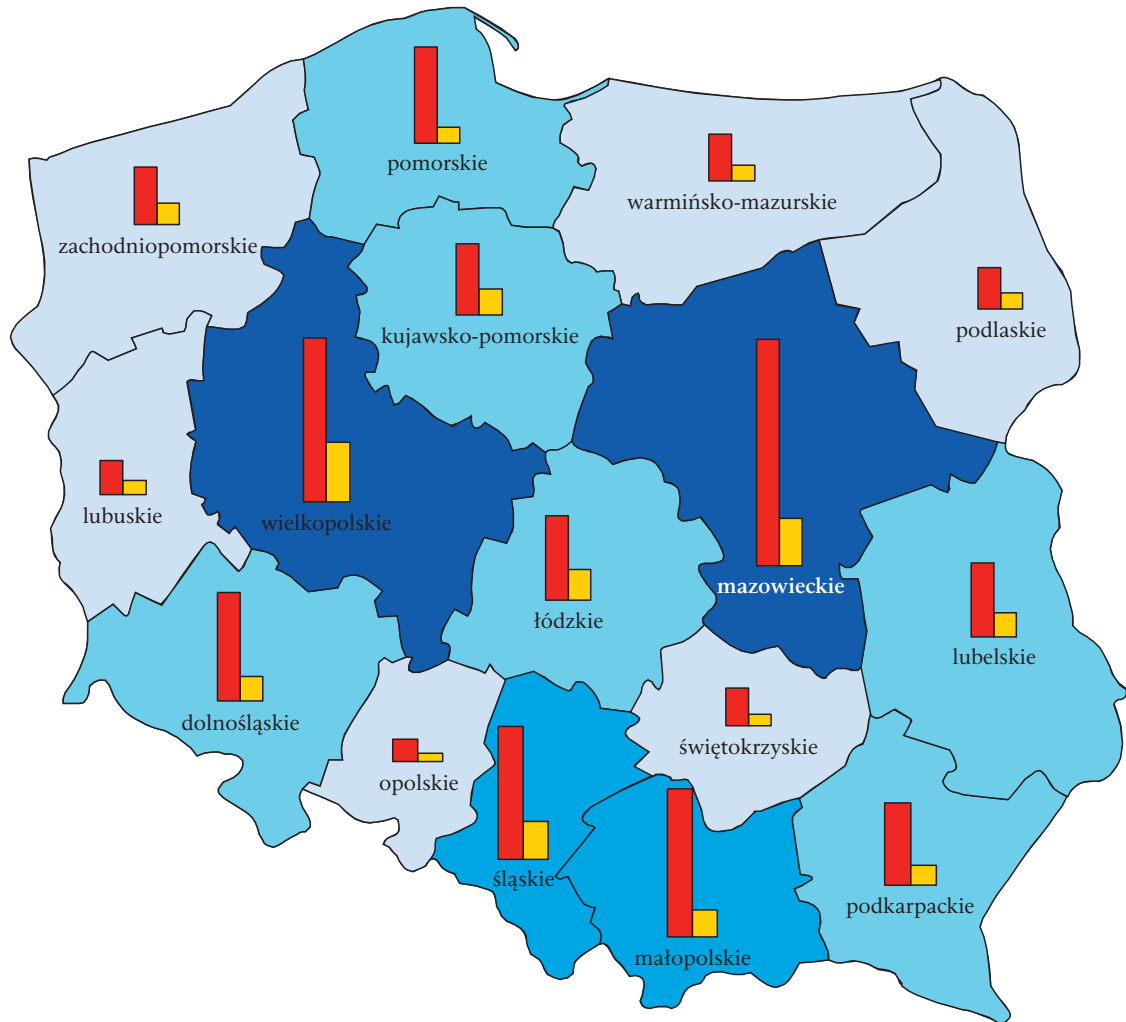 pomorskie
warmińsko-mazurskie
zachodniopomorskie
podlaskie
kujawsko-pomorskie
lubuskie
wielkopolskie
mazowieckie
łódzkie
lubelskie
dolnośląskie
świętokrzyskie
opolskie
śląskie
podkarpackie
małopolskie